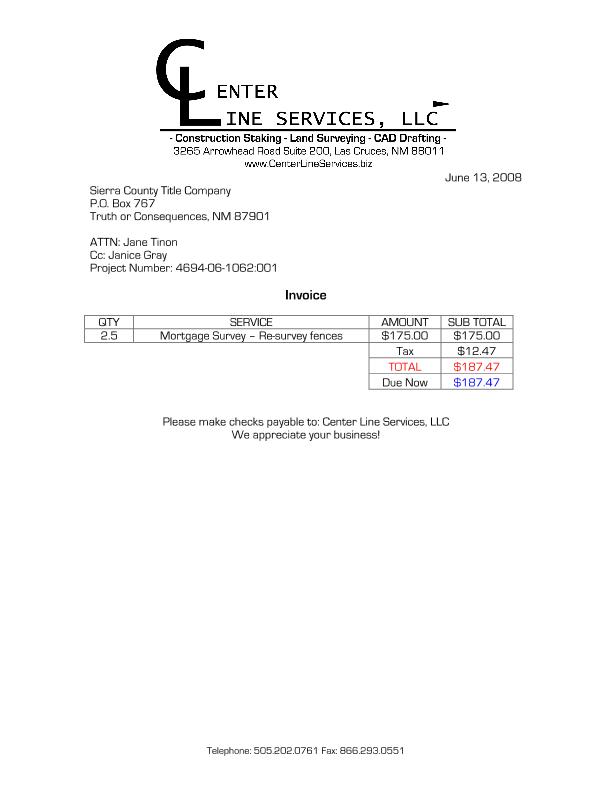 CENTER
LINE SERVICES, LLC
- Construction Staking - Land Surveying - CAD Drafting -
3265 Arrowhead Road Suite 200, Las Cruces, NM 88011
www.CenterLineServices.biz
June 13, 2008
Sierra County Title Company
P.O. Box 767
Truth or Consequences, NM 87901
ATTN: Jane Tinon
Cc: Janice Gray
Project Number: 4694-06-1062:001
Invoice
QTY SERVICE AMOUNT SUB TOTAL
2.5 Mortgage Survey – Re-survey fences $175.00 $175.00
Tax $12.47
TOTAL $187.47
Due Now $187.47
Please make checks payable to: Center Line Services, LLC
We appreciate your business!
Telephone: 505.202.0761 Fax: 866.293.0551